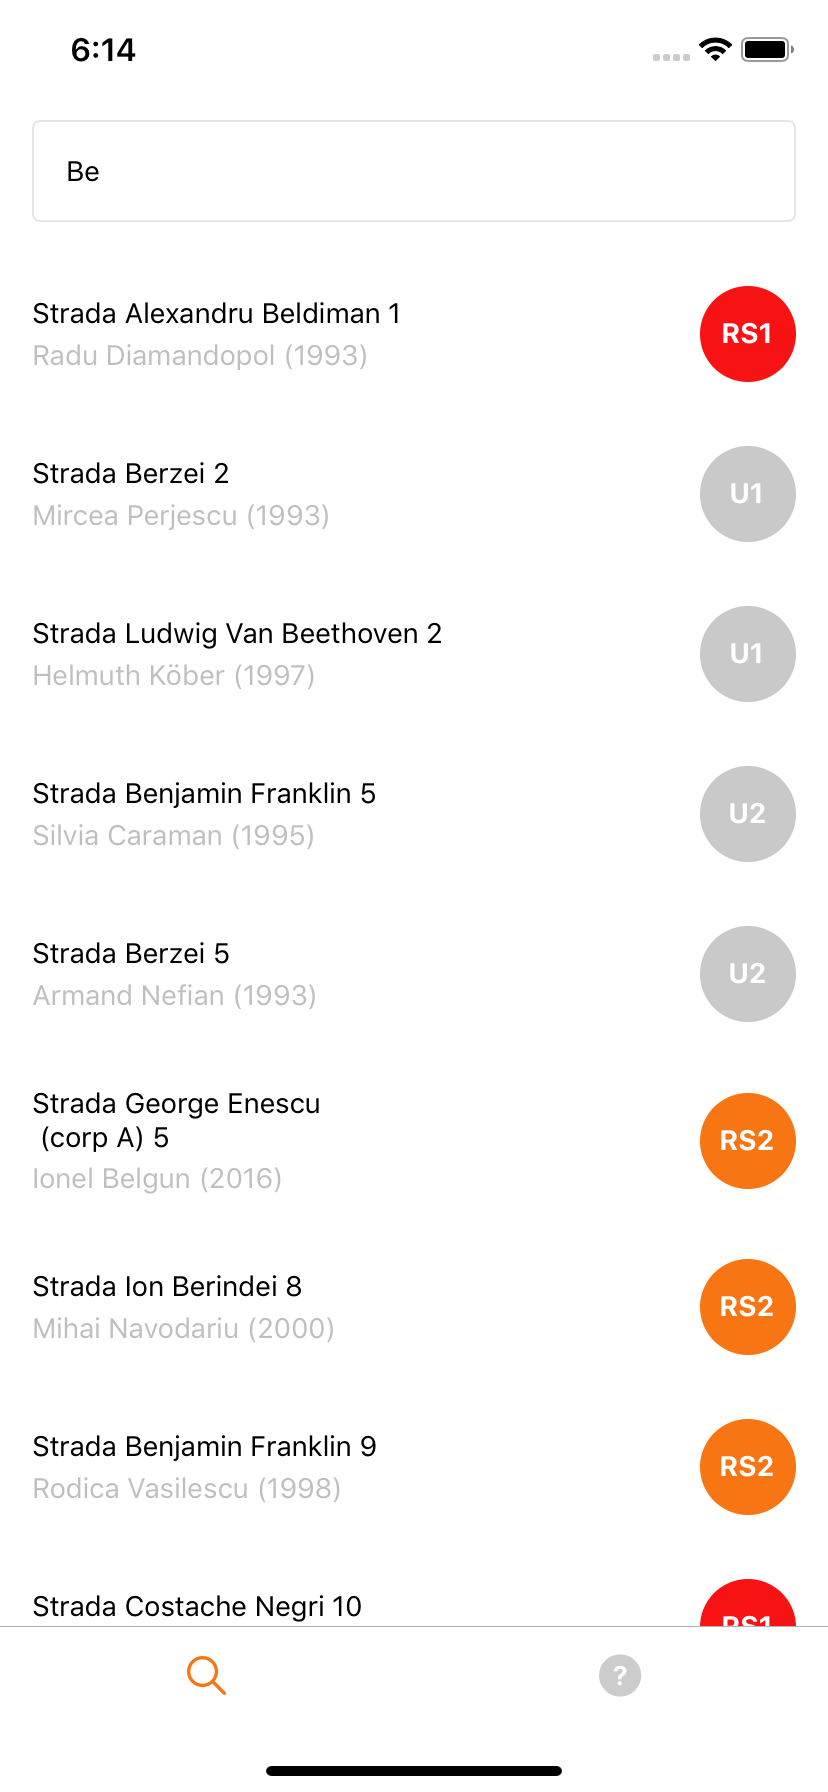 6:14
Be
Strada Alexandru Beldiman 1
Radu Diamandopol (1993)
RS1
Strada Berzei 2
Mircea Perjescu (1993)
U1
Strada Ludwig Van Beethoven 2
Helmuth Köber (1997)
U1
Strada Benjamin Franklin 5
Silvia Caraman (1995)
U2
Strada Berzei 5
Armand Nefian (1993)
U2
Strada George Enescu
(corp A) 5
Ionel Belgun (2016)
RS2
Strada Ion Berindei 8
Mihai Navodariu (2000)
RS2
Strada Benjamin Franklin 9
Rodica Vasilescu (1998)
RS2
Strada Costache Negri 10
RS1
?